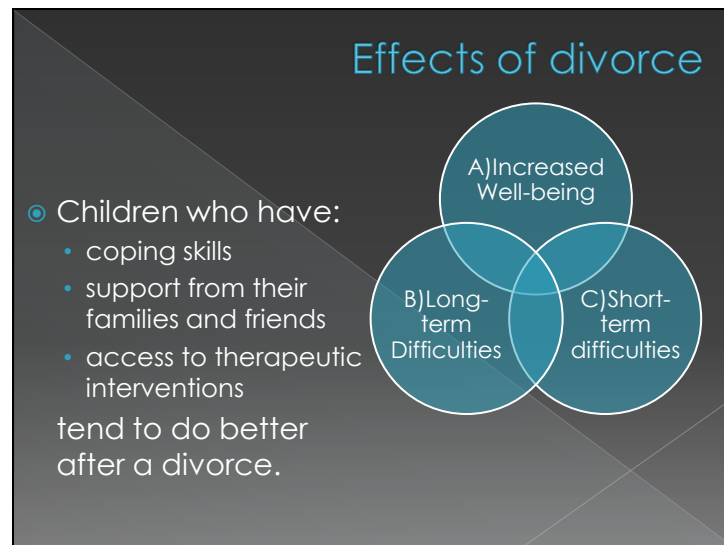 Effects of divorce
Children who have:
coping skills
support from their
families and friends
access to therapeutic
interventions
tend to do better
after a divorce.
A)Increased
Well-being
B)Long-
term
Difficulties
C)Short-
term
difficulties